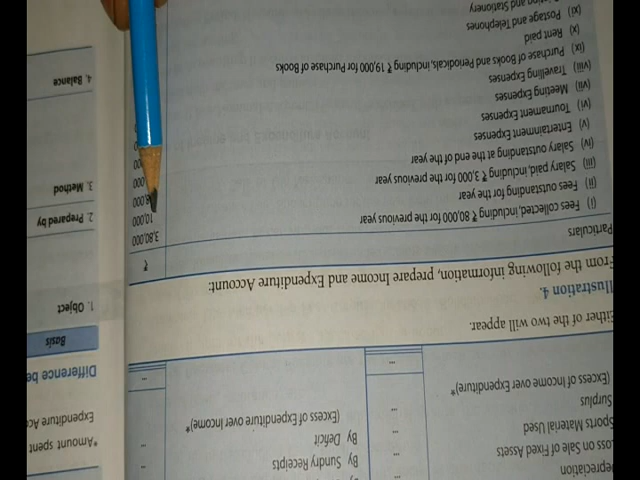 Depreciation
Loss on Sale of Fixed Assets
Sports Material Used
Surplus
(Excess of Income over Expenditure)*
...
...
...
By Sundry Receipts
By Deficit
(Excess of Expenditure over Income)*
...
...
...
Either of the two will appear.
Illustration 4.
From the following information, prepare Income and Expenditure Account:
Particulars
₹
(i) Fees collected, including ₹ 80,000 for the previous year
3,80,000
(ii) Fees outstanding for the year
10,000
(iii) Salary paid, including ₹ 3,000 for the previous year
(iv) Salary outstanding at the end of the year
(v) Entertainment Expenses
(vi) Tournament Expenses
(vii) Meeting Expenses
(viii) Travelling Expenses
(ix) Purchase of Books and Periodicals, including ₹ 19,000 for Purchase of Books
(x) Rent paid
(xi) Postage and Telephones
and Stationery
*Amount spent
Expenditure
Difference
Basis
1. Object
2. Prepared by
3. Method
4. Balance